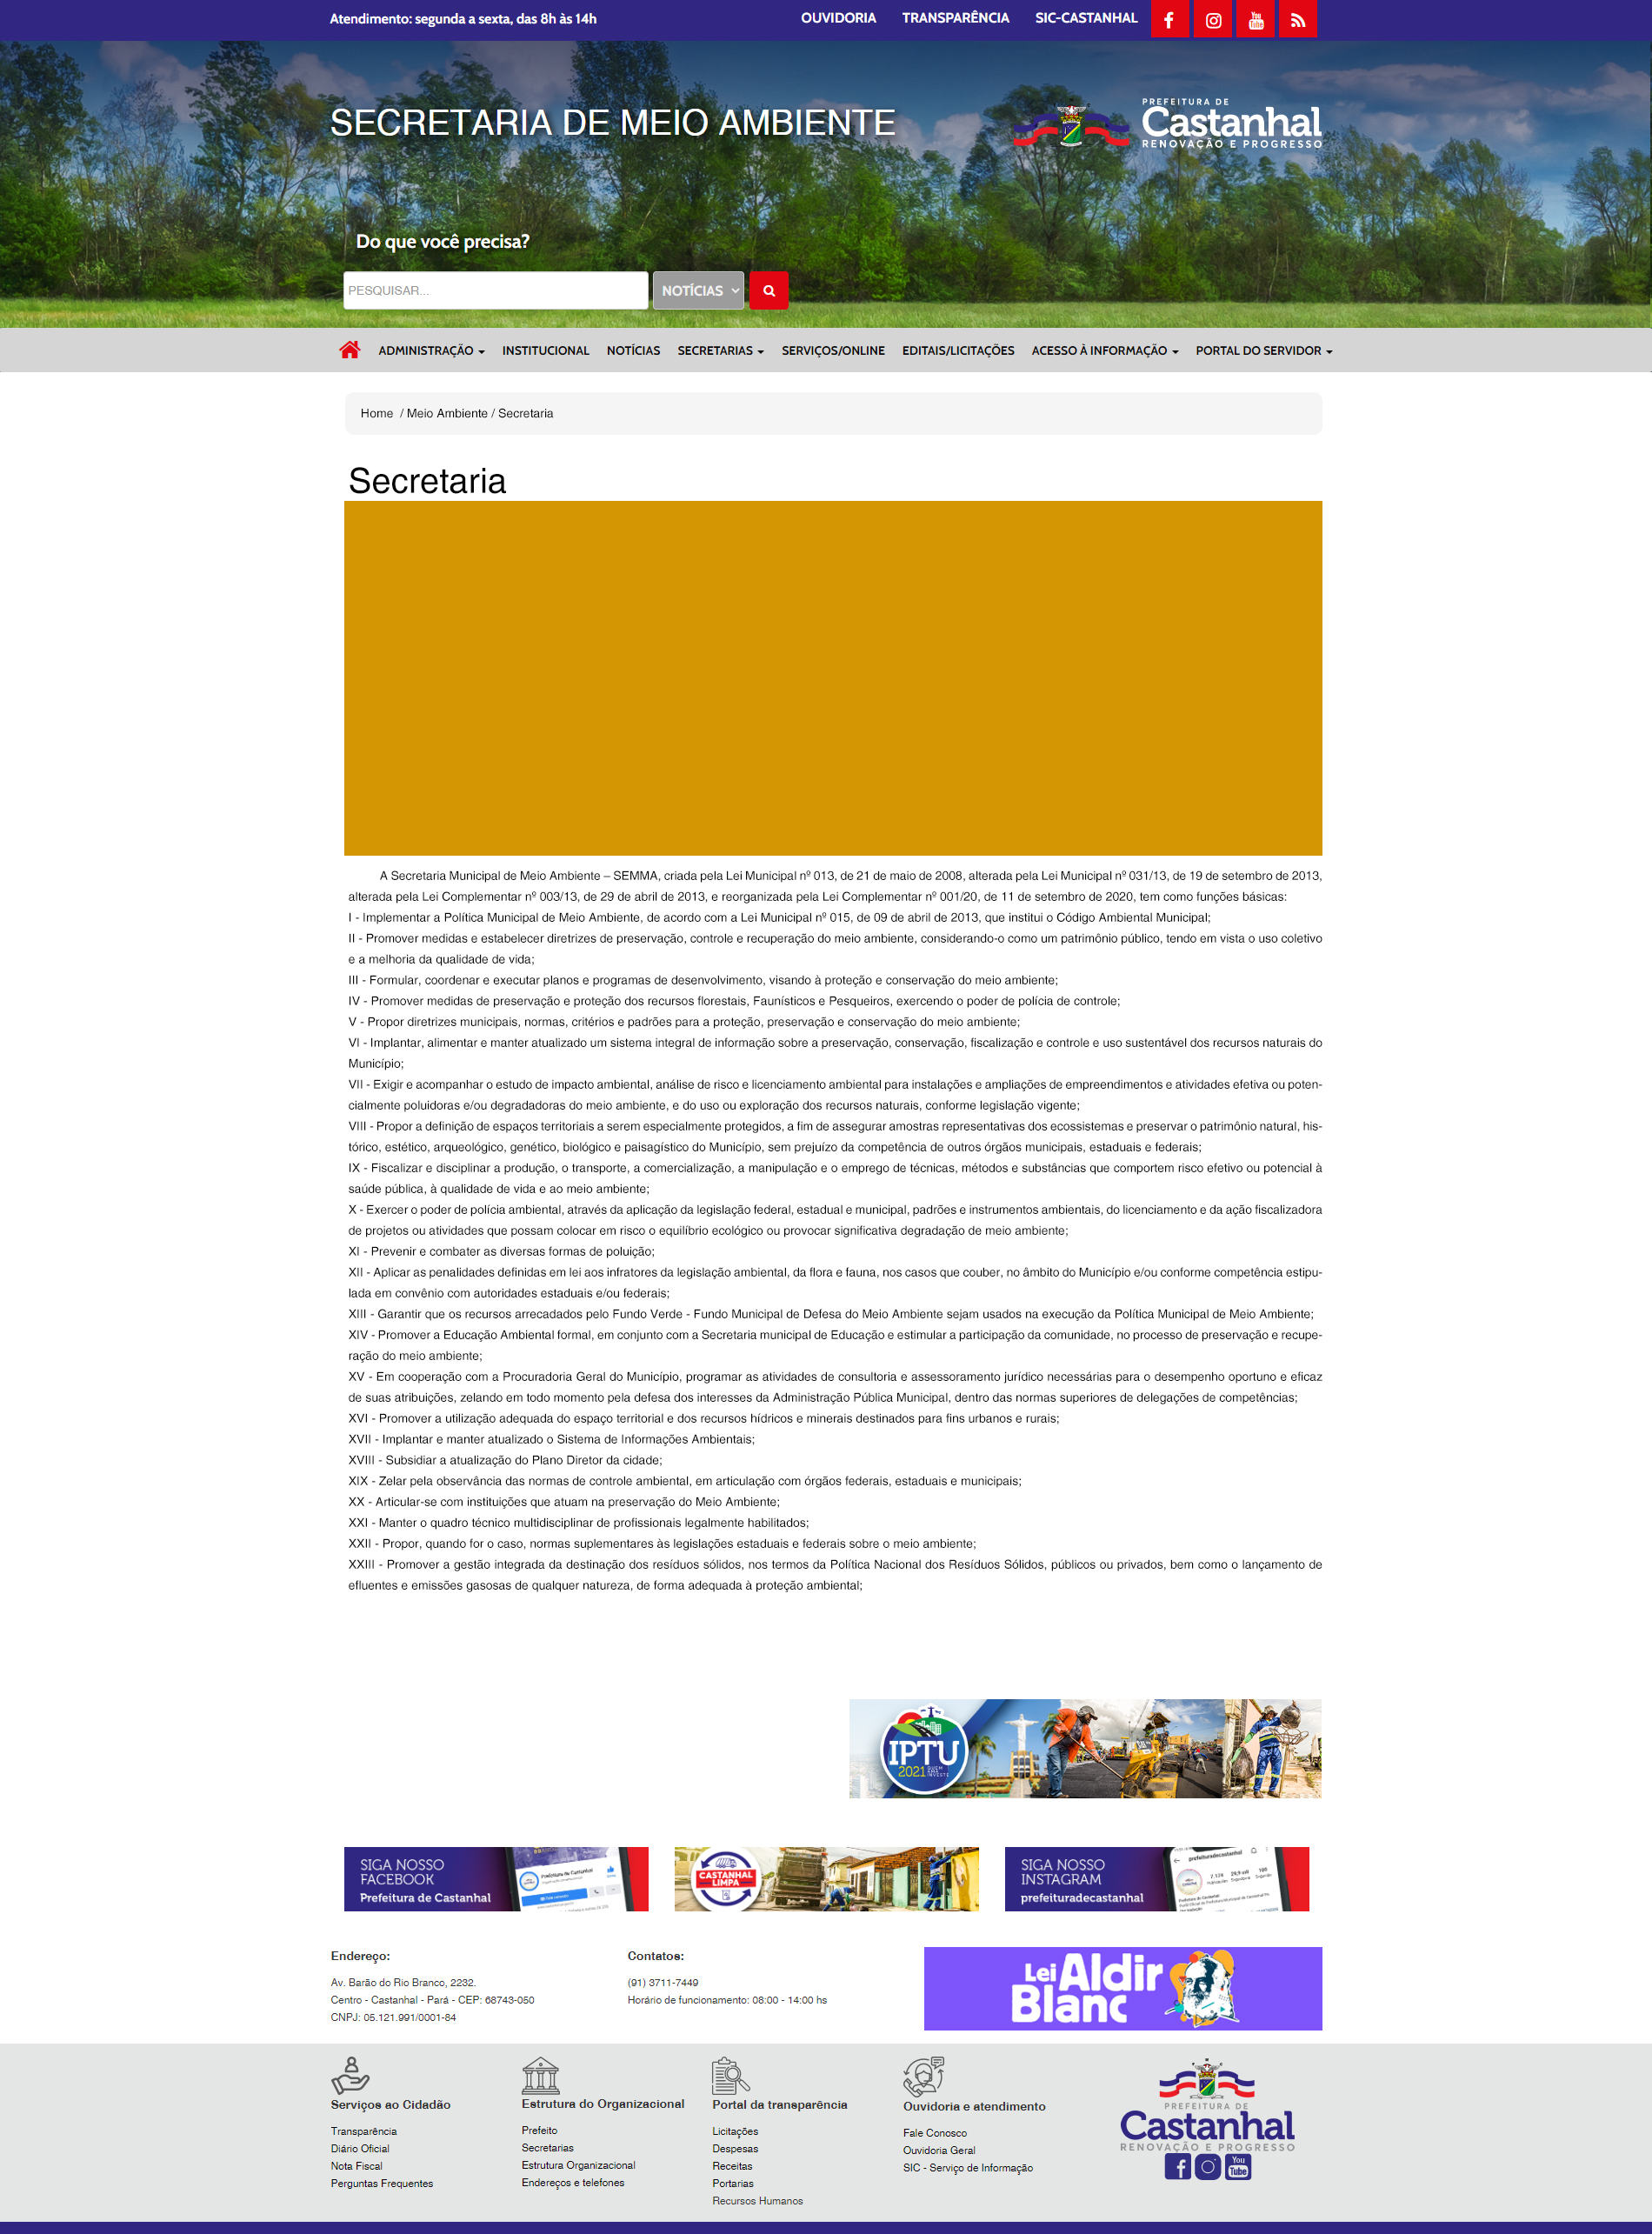 Atendimento: segunda a sexta, das 8h às 14h
OUVIDORIA TRANSPARÊNCIA SIC-CASTANHAL
You Tube
SECRETARIA DE MEIO AMBIENTE
PREFEITURA DE
Castanhal
RENOVAÇÃO E PROGRESSO
Do que você precisa?
PESQUISAR... NOTÍCIAS
ADMINISTRAÇÃO INSTITUCIONAL NOTÍCIAS SECRETARIAS SERVIÇOS/ONLINE EDITAIS/LICITAÇÕES ACESSO À INFORMAÇÃO PORTAL DO SERVIDOR
Home / Meio Ambiente / Secretaria
Secretaria
A Secretaria Municipal de Meio Ambiente – SEMMA, criada pela Lei Municipal nº 013, de 21 de maio de 2008, alterada pela Lei Municipal nº 031/13, de 19 de setembro de 2013,
alterada pela Lei Complementar nº 003/13, de 29 de abril de 2013, e reorganizada pela Lei Complementar nº 001/20, de 11 de setembro de 2020, tem como funções básicas:
I - Implementar a Política Municipal de Meio Ambiente, de acordo com a Lei Municipal nº 015, de 09 de abril de 2013, que institui o Código Ambiental Municipal;
II - Promover medidas e estabelecer diretrizes de preservação, controle e recuperação do meio ambiente, considerando-o como um patrimônio público, tendo em vista o uso coletivo
e a melhoria da qualidade de vida;
III - Formular, coordenar e executar planos e programas de desenvolvimento, visando à proteção e conservação do meio ambiente;
IV - Promover medidas de preservação e proteção dos recursos florestais, Faunísticos e Pesqueiros, exercendo o poder de polícia de controle;
V - Propor diretrizes municipais, normas, critérios e padrões para a proteção, preservação e conservação do meio ambiente;
VI - Implantar, alimentar e manter atualizado um sistema integral de informação sobre a preservação, conservação, fiscalização e controle e uso sustentável dos recursos naturais do
Município;
VII - Exigir e acompanhar o estudo de impacto ambiental, análise de risco e licenciamento ambiental para instalações e ampliações de empreendimentos e atividades efetiva ou poten-
cialmente poluidoras e/ou degradadoras do meio ambiente, e do uso ou exploração dos recursos naturais, conforme legislação vigente;
VIII - Propor a definição de espaços territoriais a serem especialmente protegidos, a fim de assegurar amostras representativas dos ecossistemas e preservar o patrimônio natural, his-
tórico, estético, arqueológico, genético, biológico e paisagístico do Município, sem prejuízo da competência de outros órgãos municipais, estaduais e federais;
IX - Fiscalizar e disciplinar a produção, o transporte, a comercialização, a manipulação e o emprego de técnicas, métodos e substâncias que comportem risco efetivo ou potencial à
saúde pública, à qualidade de vida e ao meio ambiente;
X - Exercer o poder de polícia ambiental, através da aplicação da legislação federal, estadual e municipal, padrões e instrumentos ambientais, do licenciamento e da ação fiscalizadora
de projetos ou atividades que possam colocar em risco o equilíbrio ecológico ou provocar significativa degradação de meio ambiente;
XI - Prevenir e combater as diversas formas de poluição;
XII - Aplicar as penalidades definidas em lei aos infratores da legislação ambiental, da flora e fauna, nos casos que couber, no âmbito do Município e/ou conforme competência estipu-
lada em convênio com autoridades estaduais e/ou federais;
XIII - Garantir que os recursos arrecadados pelo Fundo Verde - Fundo Municipal de Defesa do Meio Ambiente sejam usados na execução da Política Municipal de Meio Ambiente;
XIV - Promover a Educação Ambiental formal, em conjunto com a Secretaria municipal de Educação e estimular a participação da comunidade, no processo de preservação e recupe-
ração do meio ambiente;
XV - Em cooperação com a Procuradoria Geral do Município, programar as atividades de consultoria e assessoramento jurídico necessárias para o desempenho oportuno e eficaz
de suas atribuições, zelando em todo momento pela defesa dos interesses da Administração Pública Municipal, dentro das normas superiores de delegações de competências;
XVI - Promover a utilização adequada do espaço territorial e dos recursos hídricos e minerais destinados para fins urbanos e rurais;
XVII - Implantar e manter atualizado o Sistema de Informações Ambientais;
XVIII - Subsidiar a atualização do Plano Diretor da cidade;
XIX - Zelar pela observância das normas de controle ambiental, em articulação com órgãos federais, estaduais e municipais;
XX - Articular-se com instituições que atuam na preservação do Meio Ambiente;
XXI - Manter o quadro técnico multidisciplinar de profissionais legalmente habilitados;
XXII - Propor, quando for o caso, normas suplementares às legislações estaduais e federais sobre o meio ambiente;
XXIII - Promover a gestão integrada da destinação dos resíduos sólidos, nos termos da Política Nacional dos Resíduos Sólidos, públicos ou privados, bem como o lançamento de
efluentes e emissões gasosas de qualquer natureza, de forma adequada à proteção ambiental;
IPTU
2021
SIGA NOSSO
FACEBOOK
Prefeitura de Castanhal
CASTANHAL
LIMPA
SIGA NOSSO
INSTAGRAM
prefeituradecastanhal
prefeituradecastanhal
Endereço:
Av. Barão do Rio Branco, 2232.
Centro - Castanhal - Pará - CEP: 68743-050
CNPJ: 05.121.991/0001-84
Contatos:
(91) 3711-7449
Horário de funcionamento: 08:00 - 14:00 hs
Lei Aldir
Blanc
Serviços ao Cidadão
Transparência
Diário Oficial
Nota Fiscal
Perguntas Frequentes
Estrutura do Organizacional
Prefeito
Secretarias
Estrutura Organizacional
Endereços e telefones
Portal da transparência
Licitações
Despesas
Receitas
Portarias
Recursos Humanos
Ouvidoria e atendimento
Fale Conosco
Ouvidoria Geral
SIC - Serviço de Informação
PREFEITURA DE
Castanhal
RENOVAÇÃO E PROGRESSO
You Tube